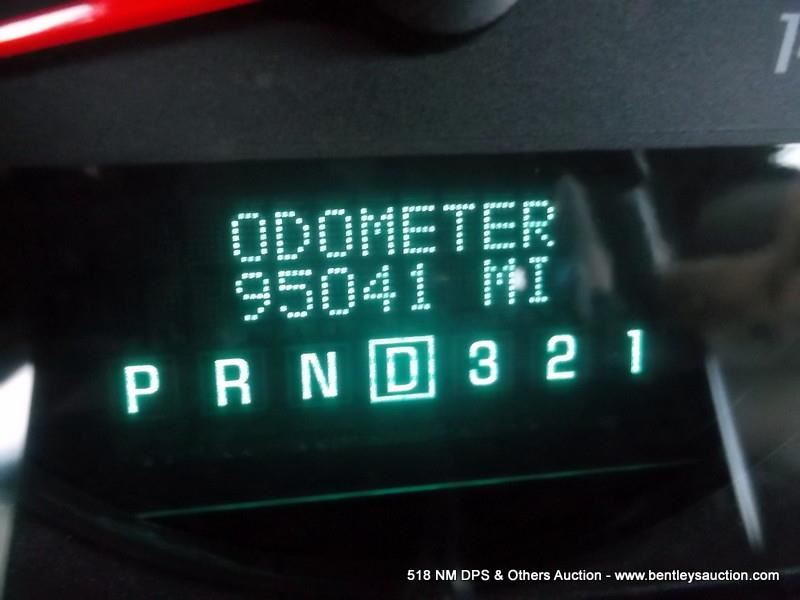 ODOMETER
95041 MI
P R N D 3 2 1
518 NM DPS & Others Auction - www.bentleysauction.com